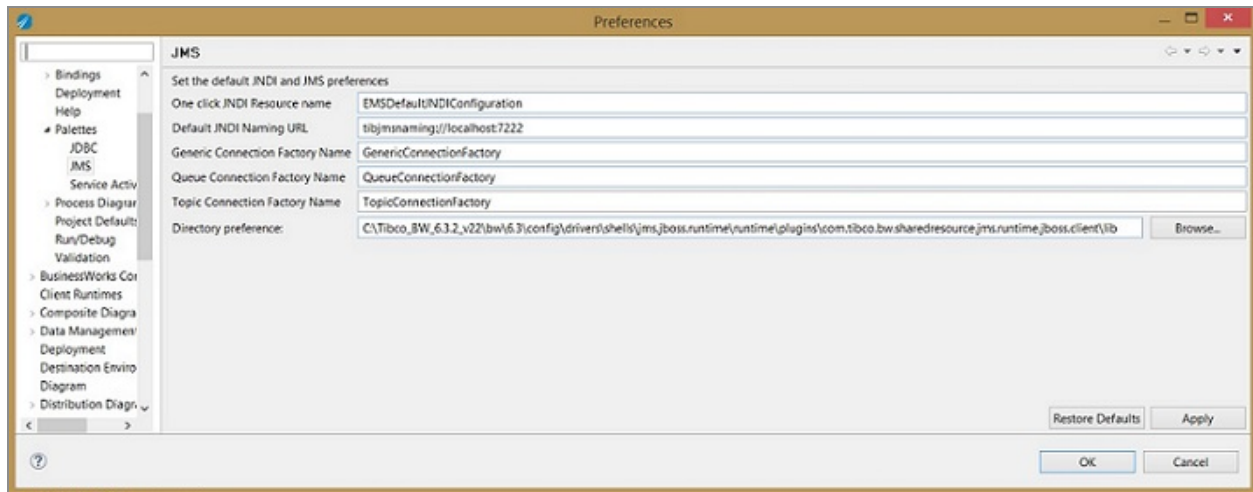 Preferences
JMS
Bindings
Deployment
Help
Palettes
JDBC
JMS
Service Activ
Process Diagrar
Project Defaults
Run/Debug
Validation
BusinessWorks Cor
Client Runtimes
Composite Diagra
Data Management
Deployment
Destination Enviro
Diagram
Distribution Diagr
Set the default JNDI and JMS preferences
One click JNDI Resource name EMSDefaultJNDIConfiguration
Default JNDI Naming URL tibjmsnaming://localhost:7222
Generic Connection Factory Name GenericConnectionFactory
Queue Connection Factory Name QueueConnectionFactory
Topic Connection Factory Name TopicConnectionFactory
Directory preference: C:\Tibco_BW_6.3.2_v22\bw\6.3\config\drivers\shells\jms.jboss.runtime\runtime\plugins\com.tibco.bw.sharedresource.jms.runtime.jboss.client\lib Browse...
Restore Defaults Apply
OK Cancel